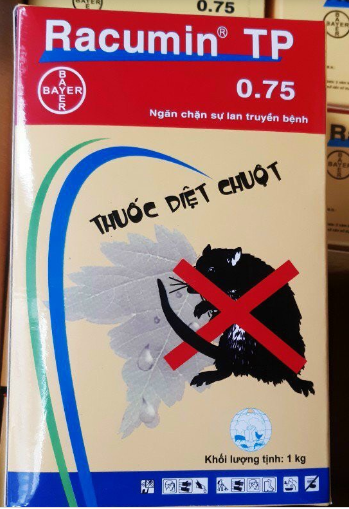 Racumin® TP
0.75
BAYER
BAYER
Ngăn chặn sự lan truyền bệnh
THUỐC DIỆT CHUỘT
Khối lượng tịnh: 1 kg